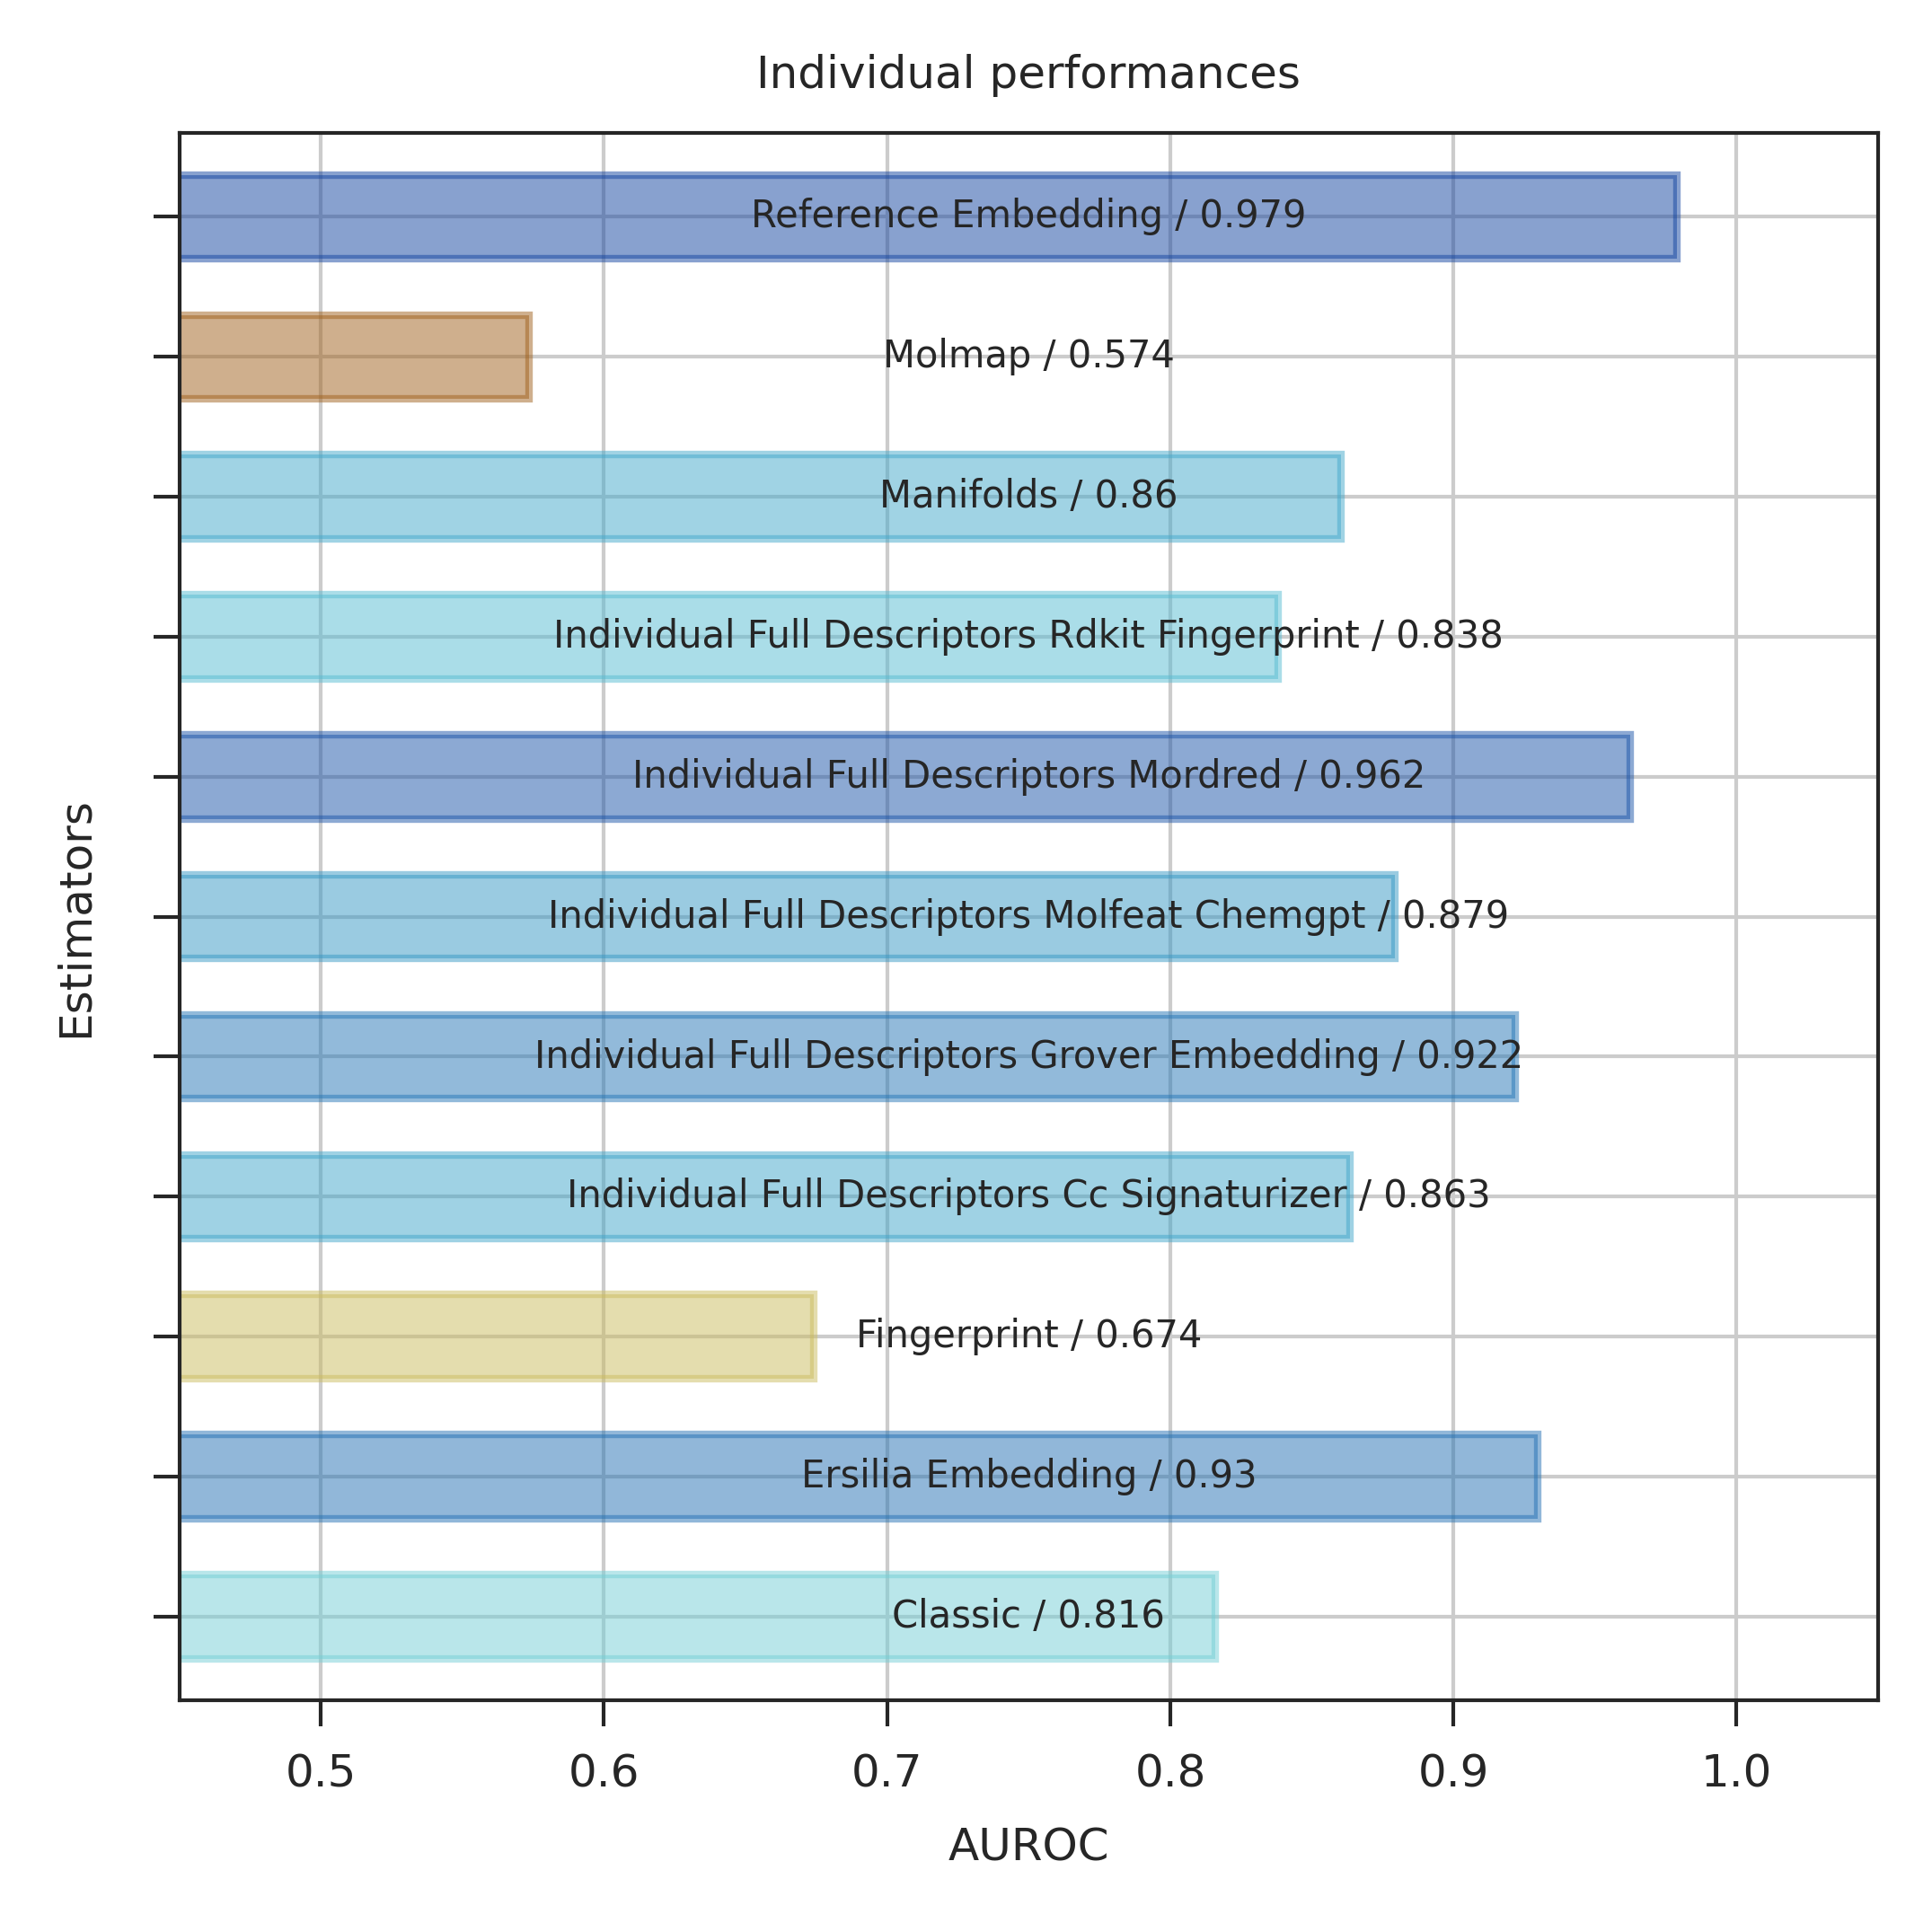 Individual performances
Reference Embedding / 0.979
Molmap / 0.574
Manifolds / 0.86
Individual Full Descriptors Rdkit Fingerprint / 0.838
Individual Full Descriptors Mordred / 0.962
Individual Full Descriptors Molfeat Chemgpt / 0.879
Individual Full Descriptors Grover Embedding / 0.922
Individual Full Descriptors Cc Signaturizer / 0.863
Fingerprint / 0.674
Ersilia Embedding / 0.93
Classic / 0.816
Estimators
0.5 0.6 0.7 0.8 0.9 1.0
AUROC